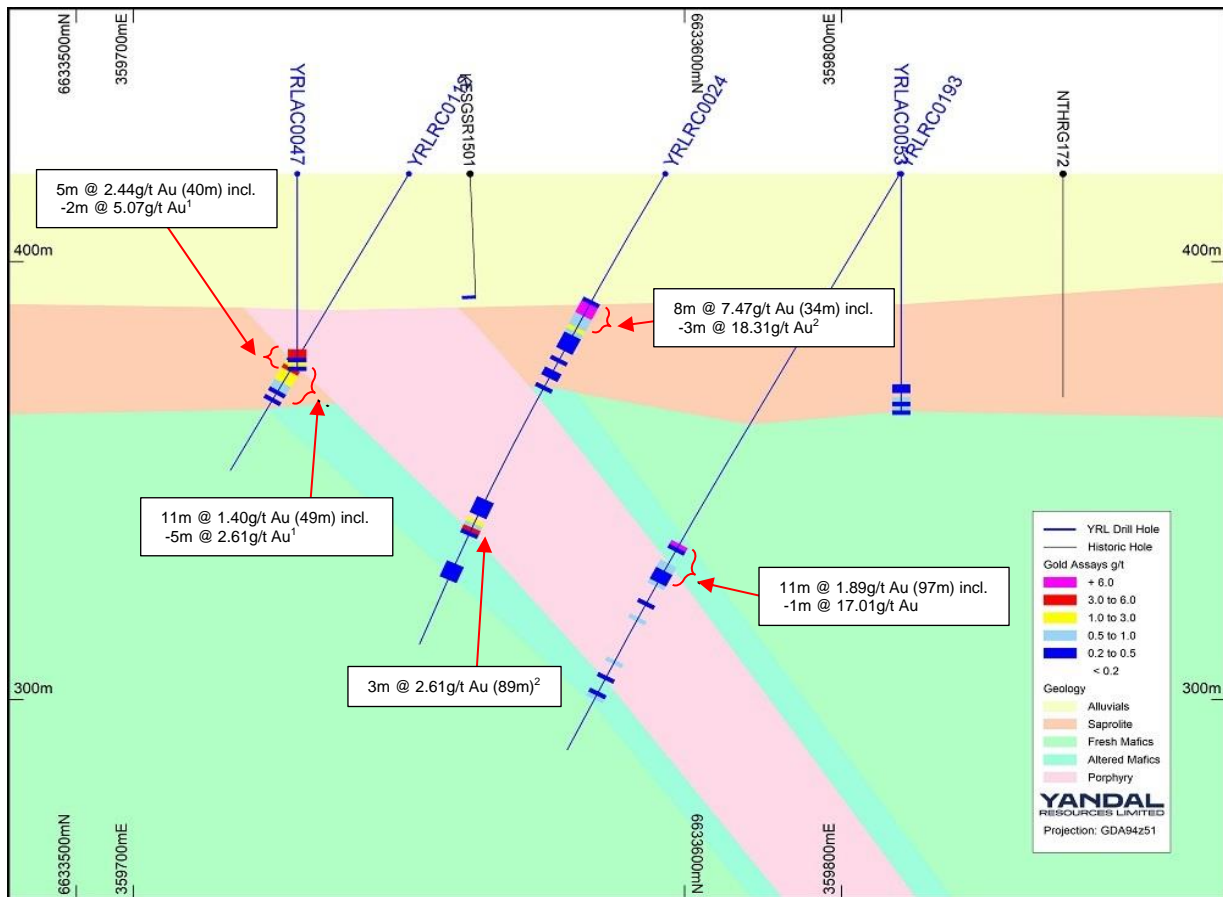 6633500mN
359700mE
6633600mN
359800mE
YRLAC0047
KFSGSR1501
YRLRC0024
YRLAC0053
YRLRC0193
NTHRG172
400m
400m
5m @ 2.44g/t Au (40m) incl.
-2m @ 5.07g/t Au¹
8m @ 7.47g/t Au (34m) incl.
-3m @ 18.31g/t Au²
11m @ 1.40g/t Au (49m) incl.
-5m @ 2.61g/t Au¹
11m @ 1.89g/t Au (97m) incl.
-1m @ 17.01g/t Au
3m @ 2.61g/t Au (89m)²
300m
300m
YRL Drill Hole
Historic Hole
Gold Assays g/t
+ 6.0
3.0 to 6.0
1.0 to 3.0
0.5 to 1.0
0.2 to 0.5
< 0.2
Geology
Alluvials
Saprolite
Fresh Mafics
Altered Mafics
Porphyry
YANDAL
RESOURCES LIMITED
Projection: GDA94z51
6633500mN
359700mE
6633600mN
359800mE